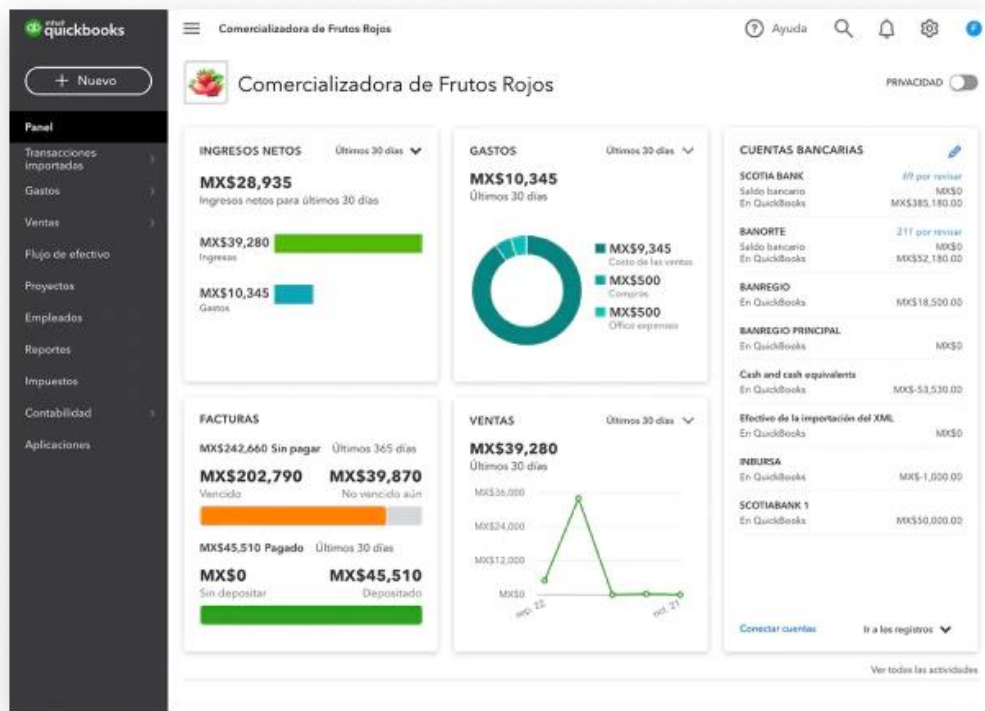 intuit
quickbooks
Comercializadora de Frutos Rojos
Ayuda
F
+ Nuevo
Comercializadora de Frutos Rojos
PRIVACIDAD
Panel
Transacciones
importadas
Gastos
Ventas
Flujo de efectivo
Proyectos
Empleados
Reportes
Impuestos
Contabilidad
Aplicaciones
INGRESOS NETOS Últimos 30 días
MX$28,935
Ingresos netos para últimos 30 días
MX$39,280
Ingresos
MX$10,345
Gastos
GASTOS Últimos 30 días
MX$10,345
Últimos 30 días
MX$9,345
Costo de las ventas
MX$500
Compras
MX$500
Office expenses
CUENTAS BANCARIAS
SCOTIA BANK 69 por revisar
Saldo bancario MX$0
En QuickBooks MX$385,180.00
BANORTE 211 por revisar
Saldo bancario MX$0
En QuickBooks MX$52,180.00
BANREGIO
En QuickBooks MX$18,500.00
BANREGIO PRINCIPAL
En QuickBooks MX$0
Cash and cash equivalents
En QuickBooks MX$-53,530.00
Efectivo de la importación del XML
En QuickBooks MX$0
INBURSA
En QuickBooks MX$-1,000.00
SCOTIABANK 1
En QuickBooks MX$50,000.00
Conectar cuentas Ir a los registros
FACTURAS
MX$242,660 Sin pagar Últimos 365 días
MX$202,790 MX$39,870
Vencido No vencido aún
MX$45,510 Pagado Últimos 30 días
MX$0 MX$45,510
Sin depositar Depositado
VENTAS Últimos 30 días
MX$39,280
Últimos 30 días
MX$36,000
MX$24,000
MX$12,000
MX$0
sep. 22 oct. 21
Ver todas las actividades